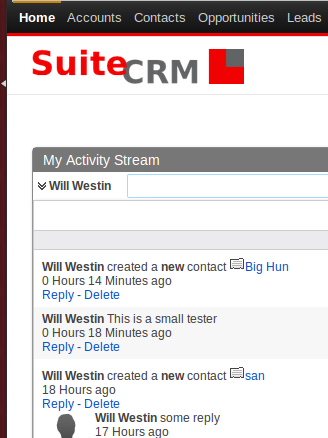 Home Accounts Contacts Opportunities Leads
SuiteCRM
My Activity Stream
Will Westin
Will Westin created a new contact Big Hun
0 Hours 14 Minutes ago
Reply - Delete
Will Westin This is a small tester
0 Hours 18 Minutes ago
Reply - Delete
Will Westin created a new contact san
18 Hours ago
Reply - Delete
Will Westin some reply
17 Hours ago